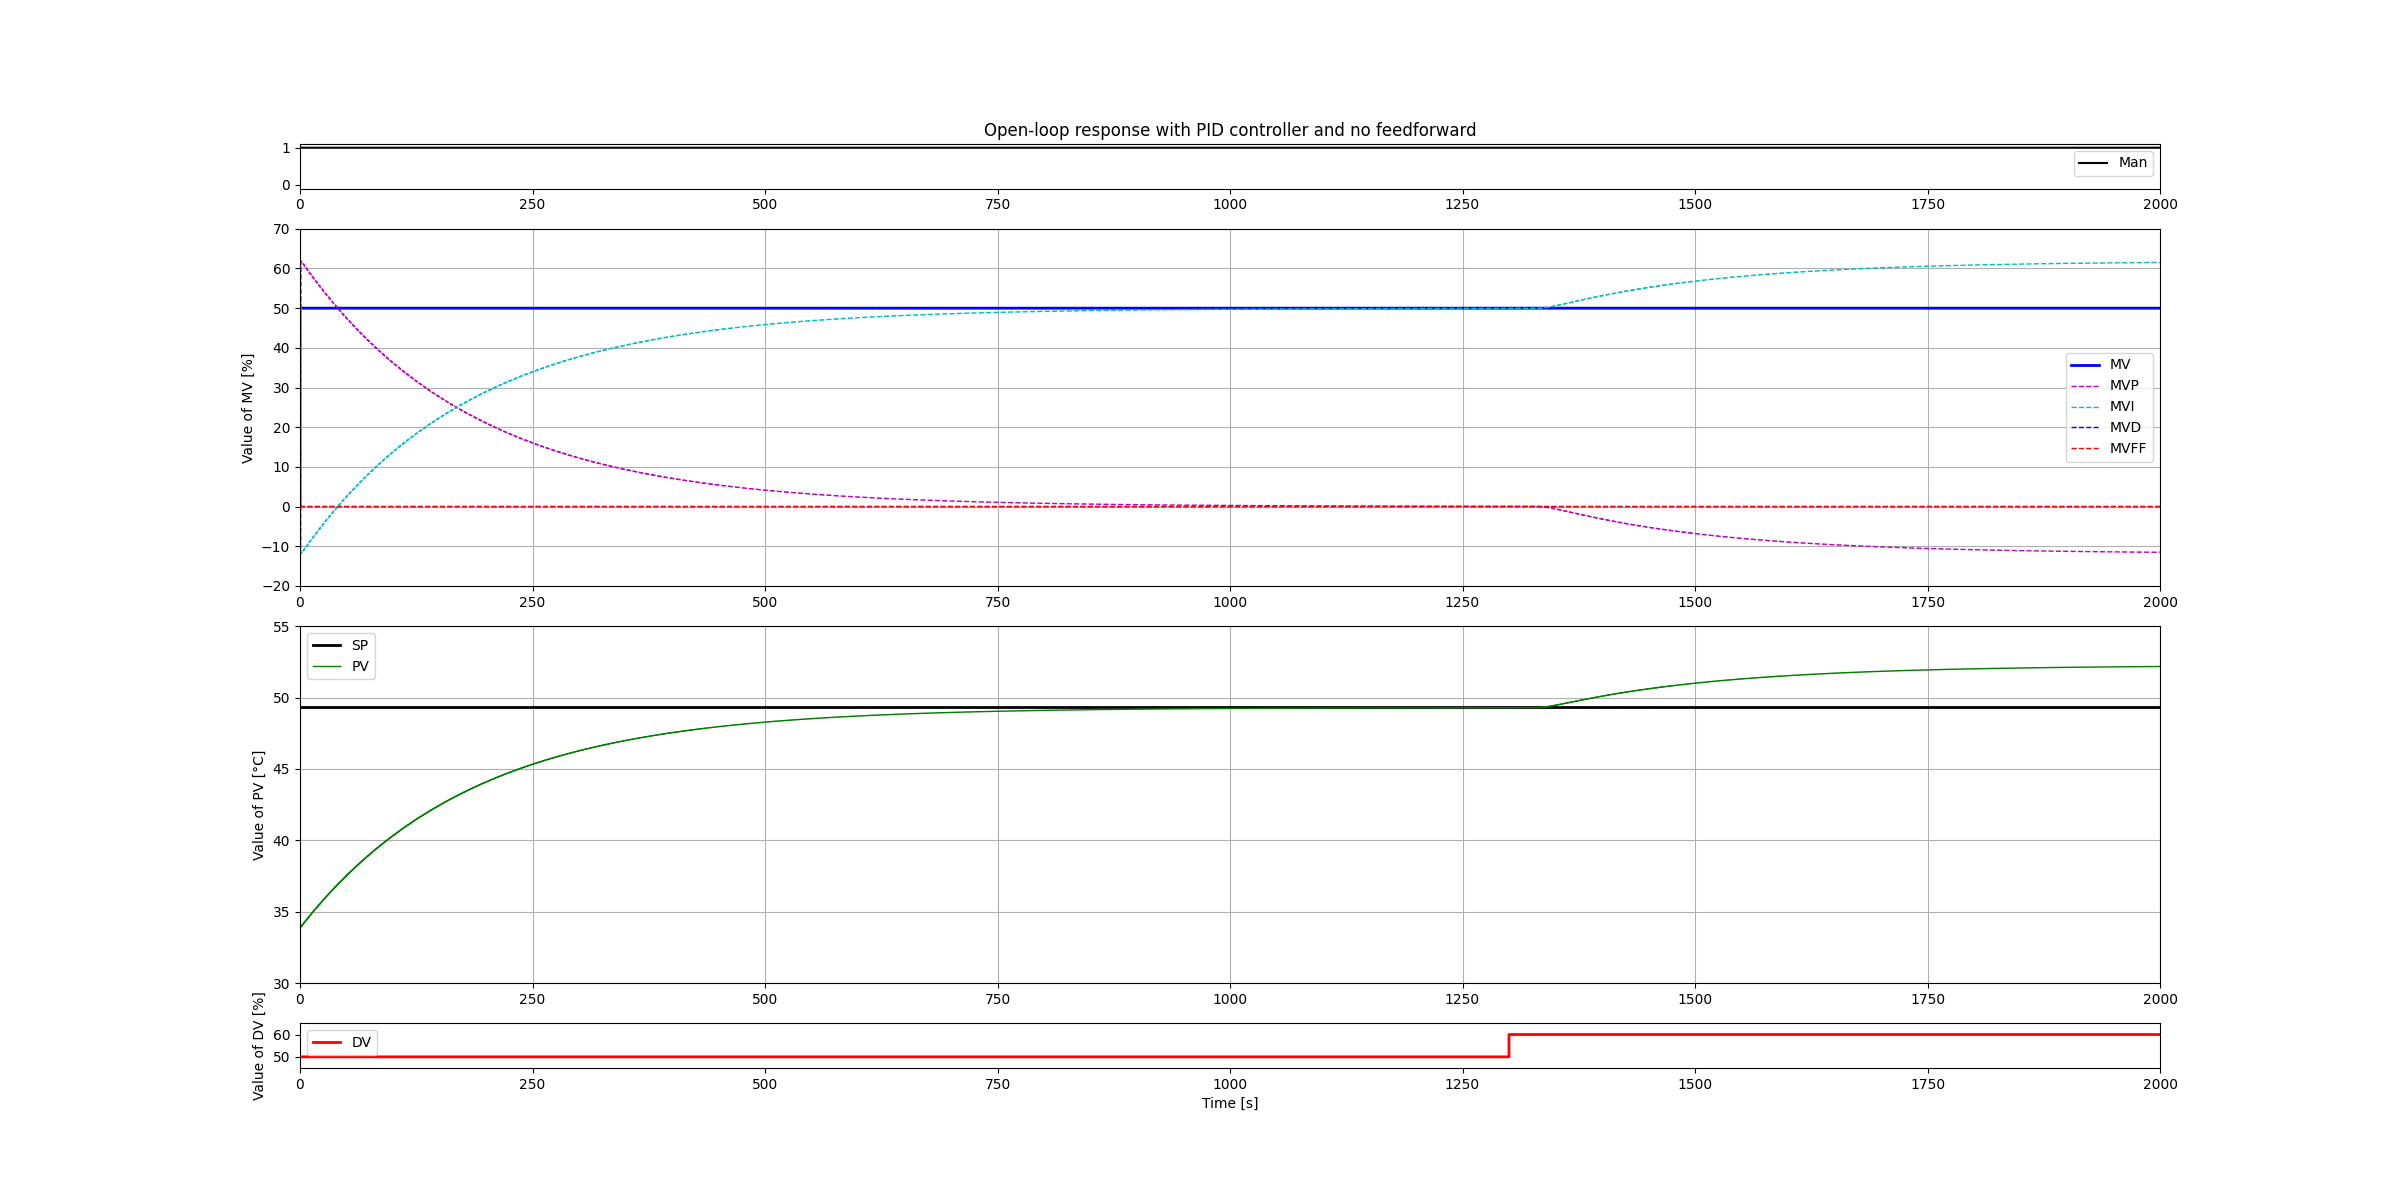 Open-loop response with PID controller and no feedforward
1
0
Man
0 250 500 750 1000 1250 1500 1750 2000
Value of MV [%]
70
60
50
40
30
20
10
0
−10
−20
MV
MVP
MVI
MVD
MVFF
0 250 500 750 1000 1250 1500 1750 2000
Value of PV [°C]
55
50
45
40
35
30
SP
PV
0 250 500 750 1000 1250 1500 1750 2000
Value of DV [%]
60
50
DV
0 250 500 750 1000 1250 1500 1750 2000
Time [s]